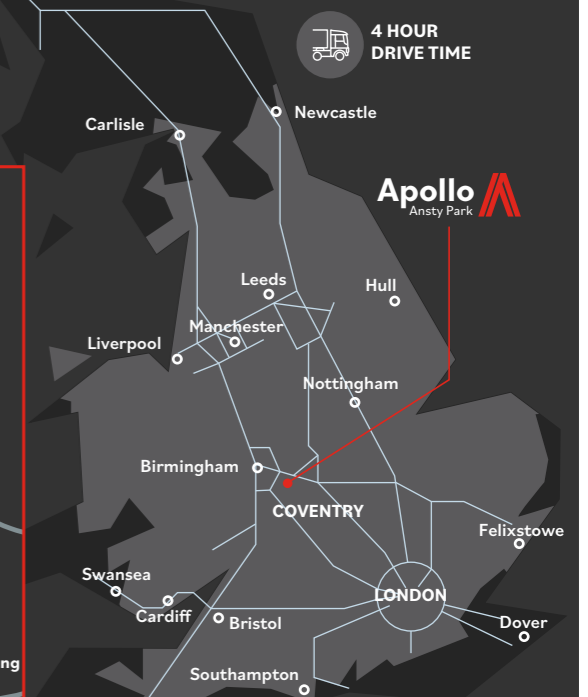 4 HOUR
DRIVE TIME
Newcastle
Carlisle
Apollo
Ansty Park
Leeds
Hull
Manchester
Liverpool
Nottingham
Birmingham
COVENTRY
Felixstowe
Swansea
LONDON
Cardiff
Bristol
Dover
ng
Southampton